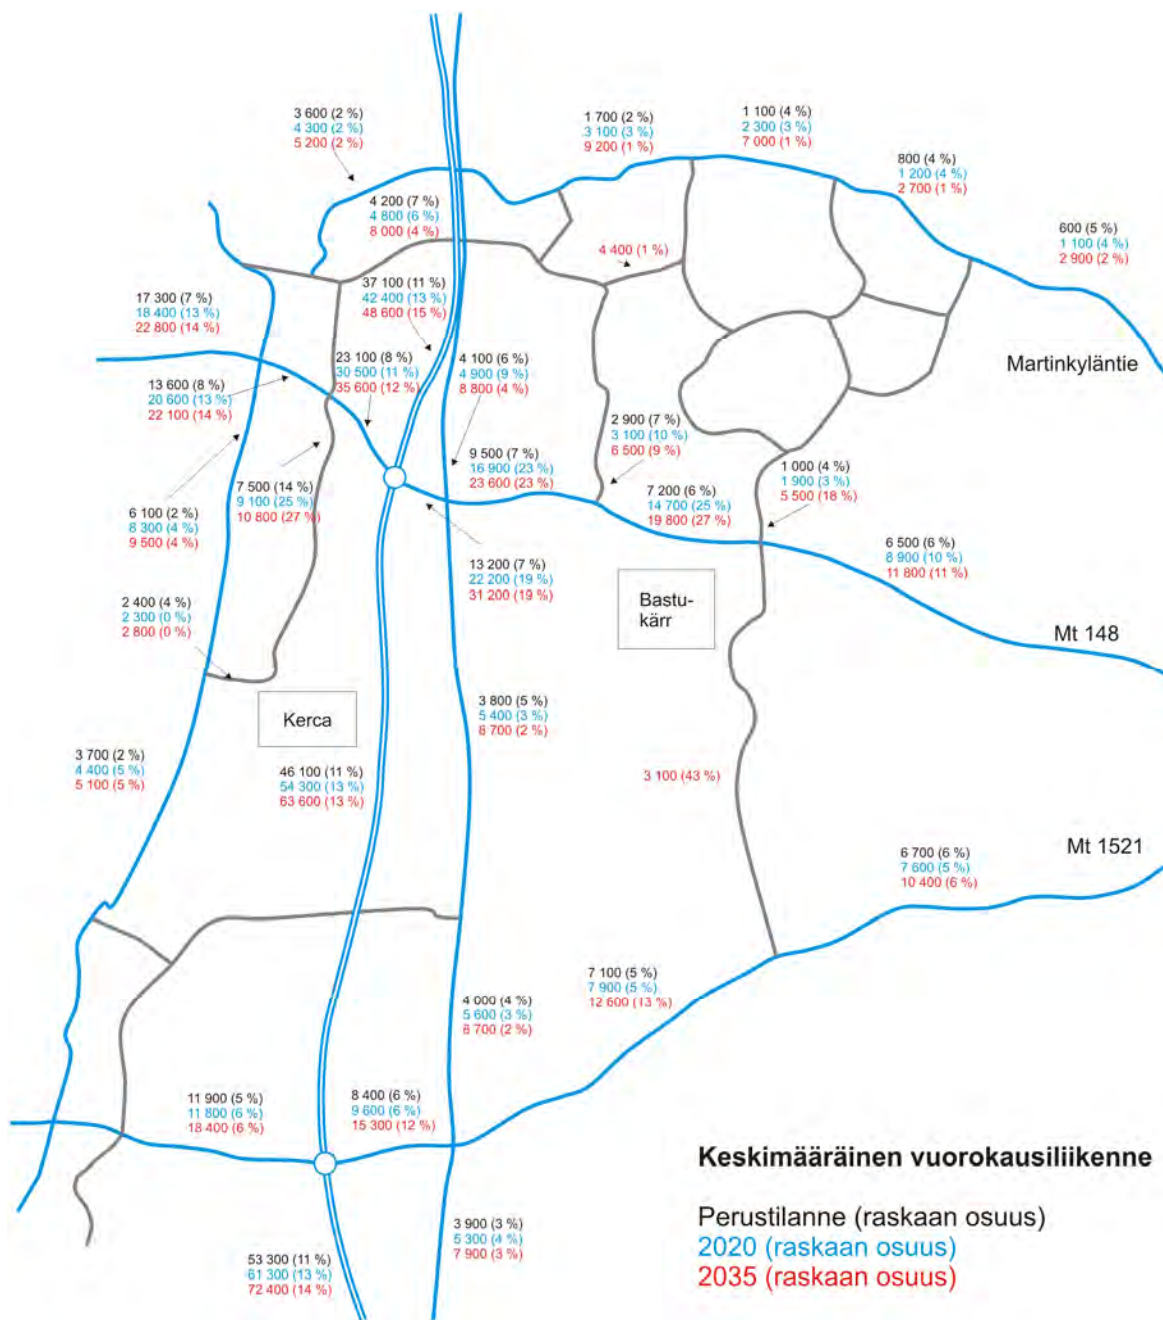 3 600 (2 %)
4 300 (2 %)
5 200 (2 %)
1 700 (2 %)
3 100 (3 %)
9 200 (1 %)
1 100 (4 %)
2 300 (3 %)
7 000 (1 %)
800 (4 %)
1 200 (4 %)
2 700 (1 %)
4 200 (7 %)
4 800 (6 %)
8 000 (4 %)
600 (5 %)
1 100 (4 %)
2 900 (2 %)
4 400 (1 %)
37 100 (11 %)
42 400 (13 %)
48 600 (15 %)
17 300 (7 %)
18 400 (13 %)
22 800 (14 %)
23 100 (8 %)
30 500 (11 %)
35 600 (12 %)
4 100 (6 %)
4 900 (9 %)
8 800 (4 %)
Martinkyläntie
13 600 (8 %)
20 600 (13 %)
22 100 (14 %)
2 900 (7 %)
3 100 (10 %)
6 500 (9 %)
9 500 (7 %)
16 900 (23 %)
23 600 (23 %)
1 000 (4 %)
1 900 (3 %)
5 500 (18 %)
7 500 (14 %)
9 100 (25 %)
10 800 (27 %)
7 200 (6 %)
14 700 (25 %)
19 800 (27 %)
6 100 (2 %)
8 300 (4 %)
9 500 (4 %)
6 500 (6 %)
8 900 (10 %)
11 800 (11 %)
13 200 (7 %)
22 200 (19 %)
31 200 (19 %)
2 400 (4 %)
2 300 (0 %)
2 800 (0 %)
Bastu-
kärr
Mt 148
Kerca
3 800 (5 %)
5 400 (3 %)
8 700 (2 %)
3 700 (2 %)
4 400 (5 %)
5 100 (5 %)
46 100 (11 %)
54 300 (13 %)
63 600 (13 %)
3 100 (43 %)
Mt 1521
6 700 (6 %)
7 600 (5 %)
10 400 (6 %)
7 100 (5 %)
7 900 (5 %)
12 600 (13 %)
4 000 (4 %)
5 600 (3 %)
8 700 (2 %)
11 900 (5 %)
11 800 (6 %)
18 400 (6 %)
8 400 (6 %)
9 600 (6 %)
15 300 (12 %)
3 900 (3 %)
5 300 (4 %)
7 900 (3 %)
53 300 (11 %)
61 300 (13 %)
72 400 (14 %)
Keskimääräinen vuorokausiliikenne
Perustilanne (raskaan osuus)
2020 (raskaan osuus)
2035 (raskaan osuus)